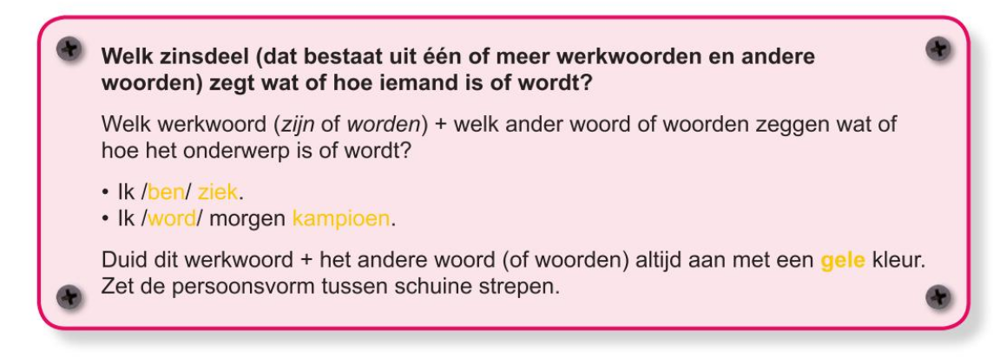 Welk zinsdeel (dat bestaat uit één of meer werkwoorden en andere
woorden) zegt wat of hoe iemand is of wordt?
Welk werkwoord (zijn of worden) + welk ander woord of woorden zeggen wat of
hoe het onderwerp is of wordt?
• Ik /ben/ ziek.
• Ik /word/ morgen kampioen.
Duid dit werkwoord + het andere woord (of woorden) altijd aan met een gele kleur.
Zet de persoonsvorm tussen schuine strepen.